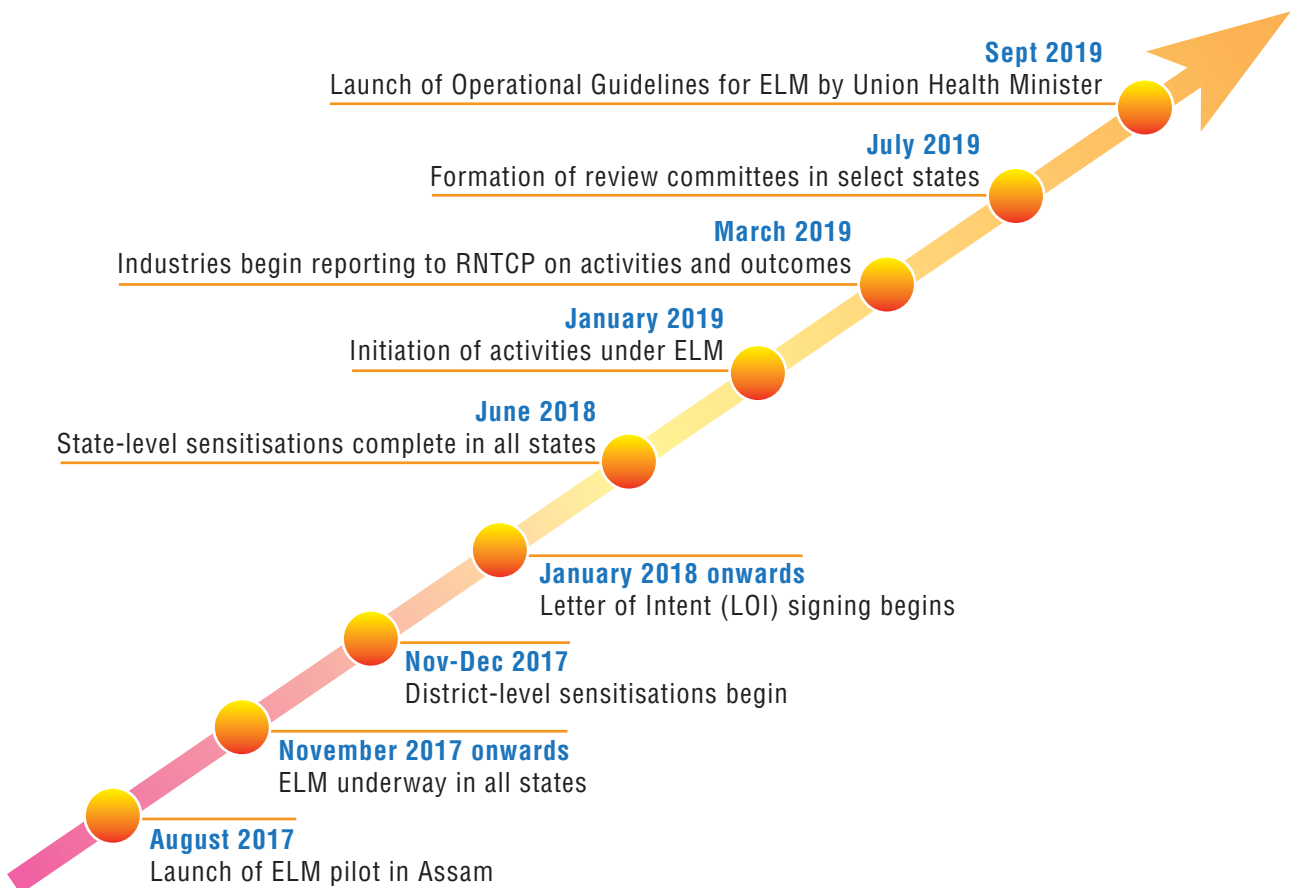 Sept 2019
Launch of Operational Guidelines for ELM by Union Health Minister
July 2019
Formation of review committees in select states
March 2019
Industries begin reporting to RNTCP on activities and outcomes
January 2019
Initiation of activities under ELM
June 2018
State-level sensitisations complete in all states
January 2018 onwards
Letter of Intent (LOI) signing begins
Nov-Dec 2017
District-level sensitisations begin
November 2017 onwards
ELM underway in all states
August 2017
Launch of ELM pilot in Assam